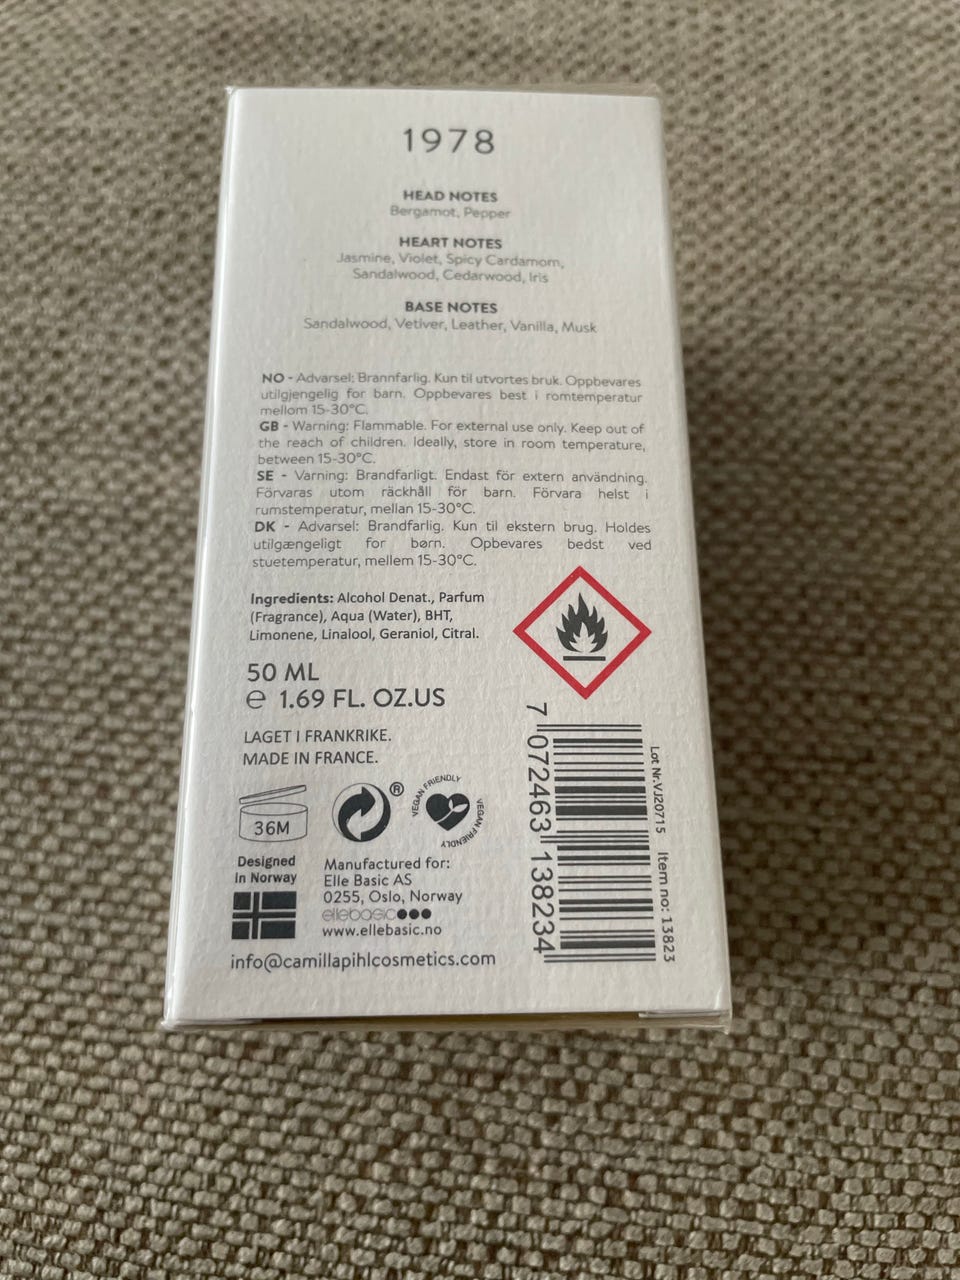 1978
HEAD NOTES
Bergamot, Pepper
HEART NOTES
Jasmine, Violet, Spicy Cardamom,
Sandalwood, Cedarwood, Iris
BASE NOTES
Sandalwood, Vetiver, Leather, Vanilla, Musk
NO - Advarsel: Brannfarlig. Kun til utvortes bruk. Oppbevares
utilgjengelig for barn. Oppbevares best i romtemperatur
mellom 15-30°C.
GB - Warning: Flammable. For external use only. Keep out of
the reach of children. Ideally, store in room temperature,
between 15-30°C.
SE - Varning: Brandfarligt. Endast för extern användning.
Förvaras utom räckhåll för barn. Förvara helst i
rumstemperatur, mellan 15-30°C.
DK - Advarsel: Brandfarlig. Kun til ekstern brug. Holdes
utilgængeligt for børn. Opbevares bedst ved
stuetemperatur, mellem 15-30°C.
Ingredients: Alcohol Denat., Parfum
(Fragrance), Aqua (Water), BHT,
Limonene, Linalool, Geraniol, Citral.
50 ML
℮ 1.69 FL. OZ.US
LAGET I FRANKRIKE.
MADE IN FRANCE.
36M
®
VEGAN FRIENDLY
VEGAN FRIENDLY
Designed
in Norway
Manufactured for:
Elle Basic AS
0255, Oslo, Norway
ellebasic
www.ellebasic.no
info@camillapihlcosmetics.com
7 072463 138234
Lot Nr.VJ20715 Item no: 13823